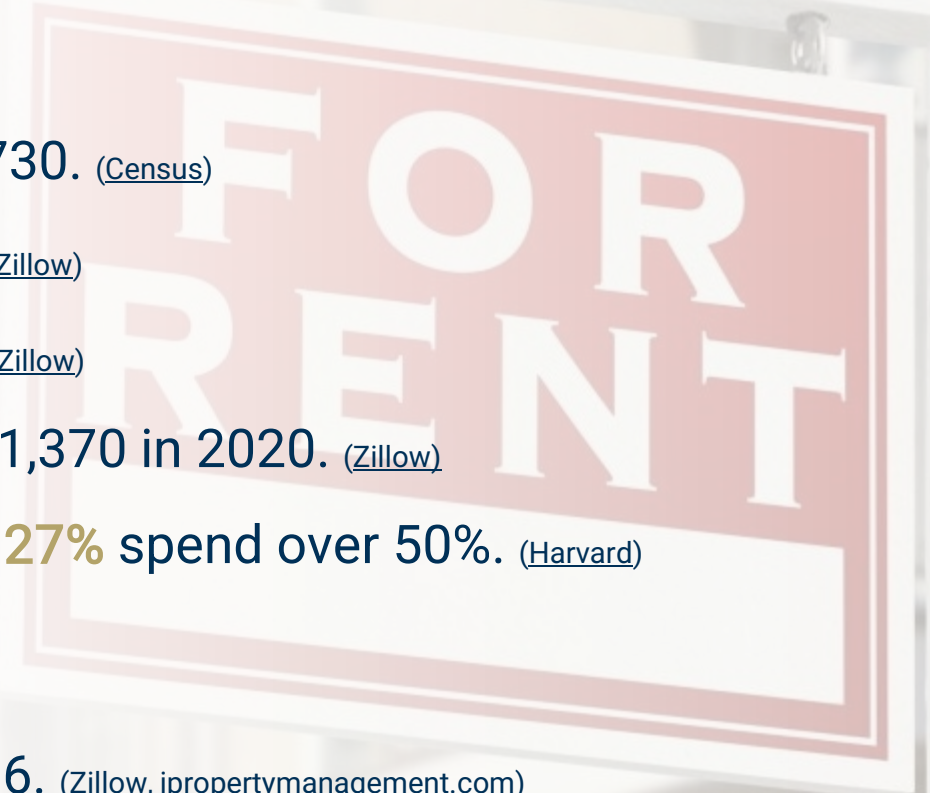 730. (Census)
Zillow)
Zillow)
1,370 in 2020. (Zillow)
27% spend over 50%. (Harvard)
6. (Zillow, ipropertymanagement.com)
FOR
RENT